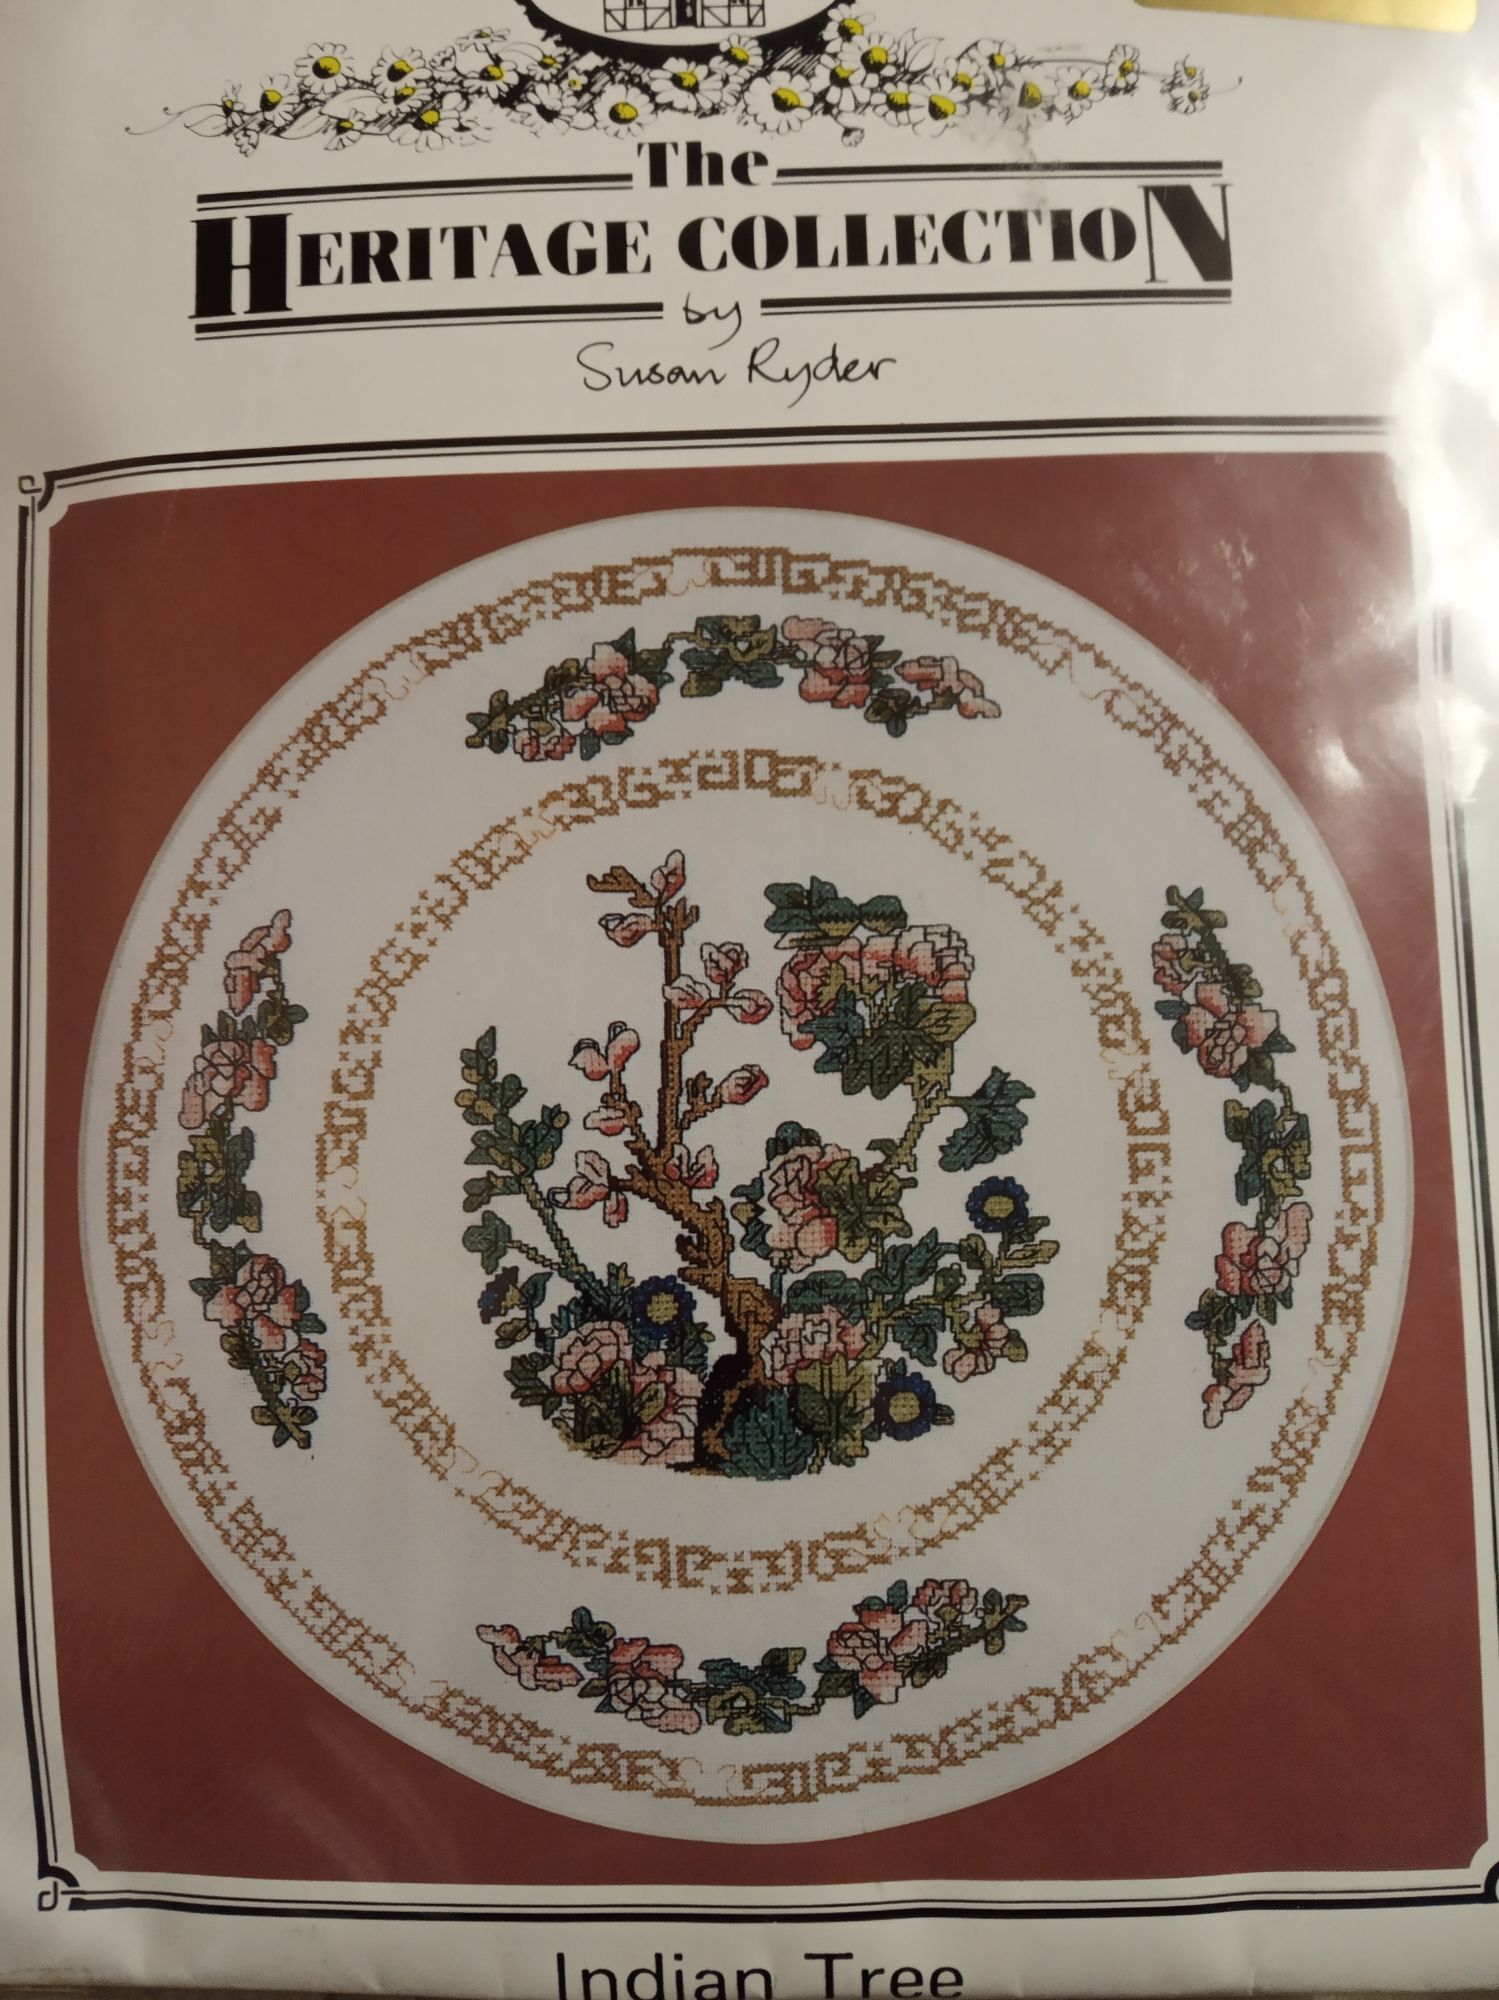 The
HERITAGE COLLECTION
by
Susan Ryder
Indian Tree